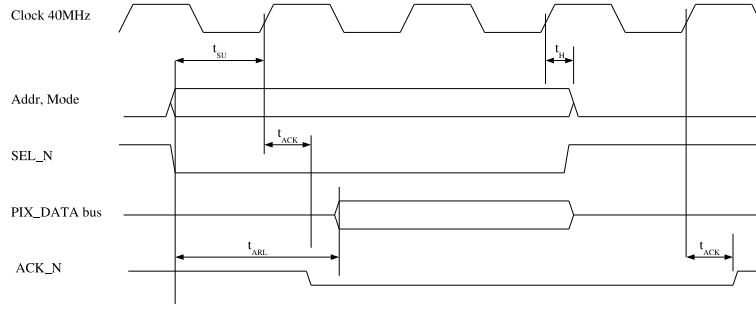 Clock 40MHz
t_SU
t_H
Addr, Mode
t_ACK
SEL_N
PIX_DATA bus
t_ARL
t_ACK
ACK_N